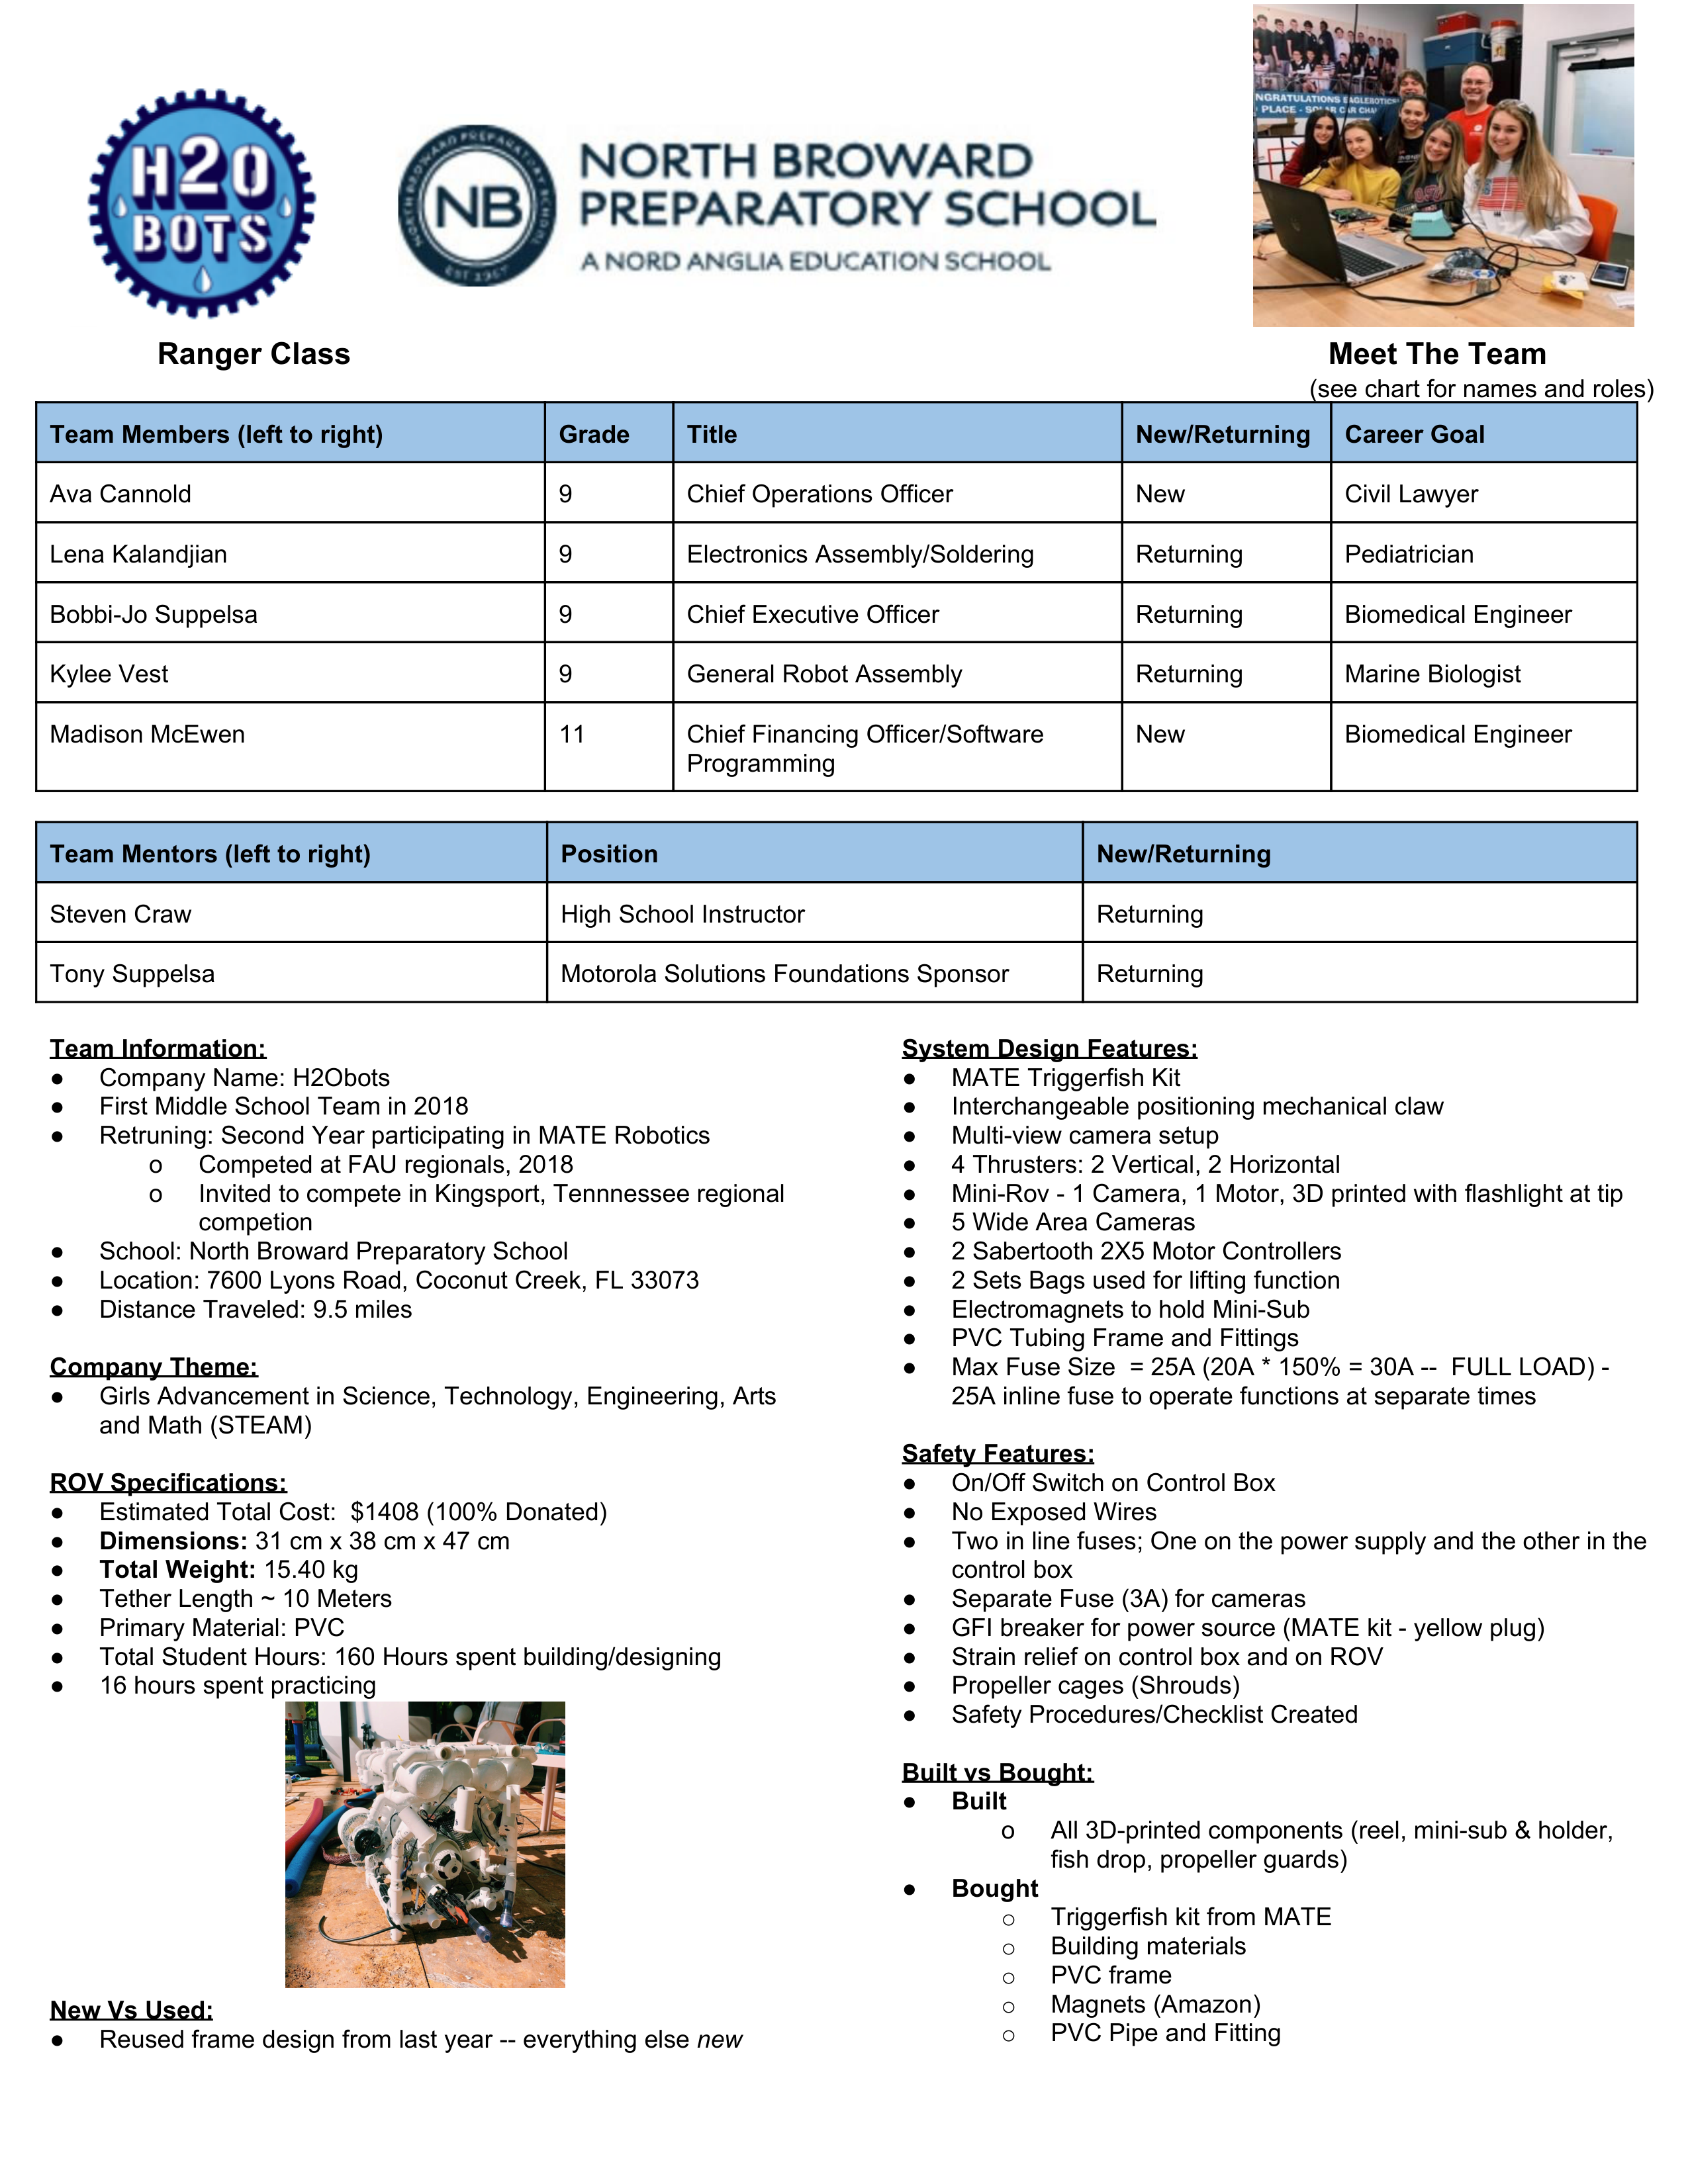 H2O
BOTS
NORTH BROWARD PREPARATORY SCHOOL
NB
EST 1957
NORTH BROWARD
PREPARATORY SCHOOL
A NORD ANGLIA EDUCATION SCHOOL
NGRATULATIONS EAGLEBOTICS
PLACE - SOLAR CAR CHA
Ranger Class
Meet The Team
(see chart for names and roles)
Team Members (left to right) Grade Title New/Returning Career Goal
Ava Cannold 9 Chief Operations Officer New Civil Lawyer
Lena Kalandjian 9 Electronics Assembly/Soldering Returning Pediatrician
Bobbi-Jo Suppelsa 9 Chief Executive Officer Returning Biomedical Engineer
Kylee Vest 9 General Robot Assembly Returning Marine Biologist
Madison McEwen 11 Chief Financing Officer/Software New Biomedical Engineer
Programming
Team Mentors (left to right) Position New/Returning
Steven Craw High School Instructor Returning
Tony Suppelsa Motorola Solutions Foundations Sponsor Returning
Team Information:
● Company Name: H2Obots
● First Middle School Team in 2018
● Retruning: Second Year participating in MATE Robotics
o Competed at FAU regionals, 2018
o Invited to compete in Kingsport, Tennnessee regional
competion
● School: North Broward Preparatory School
● Location: 7600 Lyons Road, Coconut Creek, FL 33073
● Distance Traveled: 9.5 miles
Company Theme:
● Girls Advancement in Science, Technology, Engineering, Arts
and Math (STEAM)
ROV Specifications:
● Estimated Total Cost:  $1408 (100% Donated)
● Dimensions: 31 cm x 38 cm x 47 cm
● Total Weight: 15.40 kg
● Tether Length ~ 10 Meters
● Primary Material: PVC
● Total Student Hours: 160 Hours spent building/designing
● 16 hours spent practicing
New Vs Used:
● Reused frame design from last year -- everything else new
System Design Features:
● MATE Triggerfish Kit
● Interchangeable positioning mechanical claw
● Multi-view camera setup
● 4 Thrusters: 2 Vertical, 2 Horizontal
● Mini-Rov - 1 Camera, 1 Motor, 3D printed with flashlight at tip
● 5 Wide Area Cameras
● 2 Sabertooth 2X5 Motor Controllers
● 2 Sets Bags used for lifting function
● Electromagnets to hold Mini-Sub
● PVC Tubing Frame and Fittings
● Max Fuse Size  = 25A (20A * 150% = 30A --  FULL LOAD) -
25A inline fuse to operate functions at separate times
Safety Features:
● On/Off Switch on Control Box
● No Exposed Wires
● Two in line fuses; One on the power supply and the other in the
control box
● Separate Fuse (3A) for cameras
● GFI breaker for power source (MATE kit - yellow plug)
● Strain relief on control box and on ROV
● Propeller cages (Shrouds)
● Safety Procedures/Checklist Created
Built vs Bought:
● Built
o All 3D-printed components (reel, mini-sub & holder,
fish drop, propeller guards)
● Bought
○ Triggerfish kit from MATE
○ Building materials
○ PVC frame
○ Magnets (Amazon)
○ PVC Pipe and Fitting